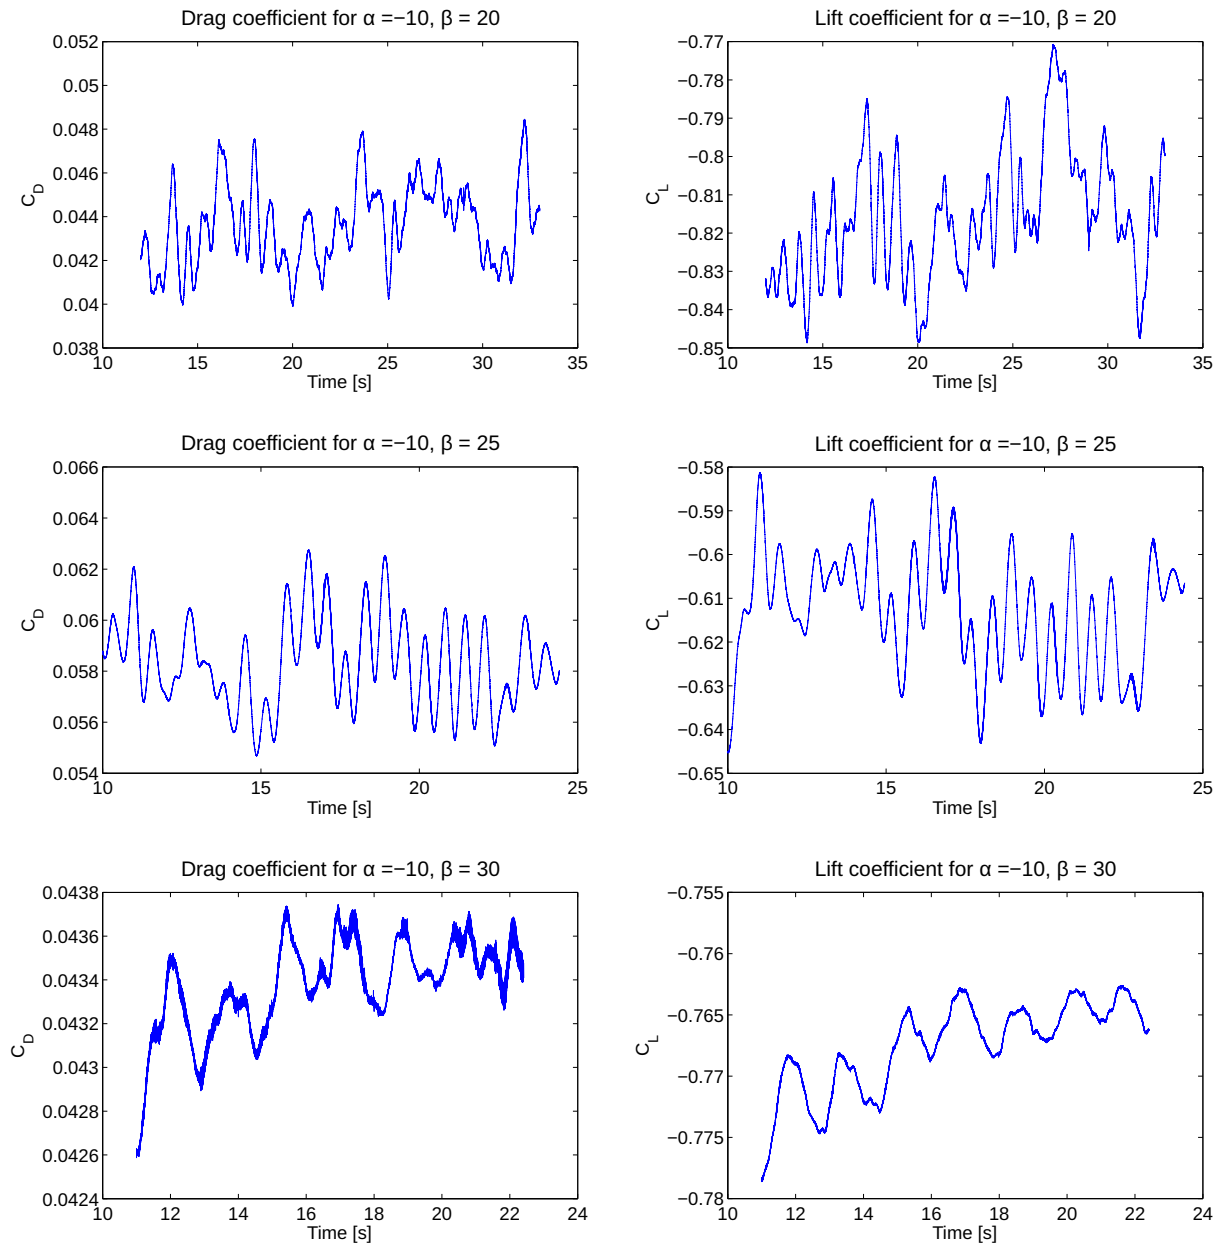 Drag coefficient for α =−10, β = 20
0.052
0.05
0.048
0.046
0.044
0.042
0.04
0.038
C_D
10 15 20 25 30 35
Time [s]
Lift coefficient for α =−10, β = 20
−0.77
−0.78
−0.79
−0.8
−0.81
−0.82
−0.83
−0.84
−0.85
C_L
10 15 20 25 30 35
Time [s]
Drag coefficient for α =−10, β = 25
0.066
0.064
0.062
0.06
0.058
0.056
0.054
C_D
10 15 20 25
Time [s]
Lift coefficient for α =−10, β = 25
−0.58
−0.59
−0.6
−0.61
−0.62
−0.63
−0.64
−0.65
C_L
10 15 20 25
Time [s]
Drag coefficient for α =−10, β = 30
0.0438
0.0436
0.0434
0.0432
0.043
0.0428
0.0426
0.0424
C_D
10 12 14 16 18 20 22 24
Time [s]
Lift coefficient for α =−10, β = 30
−0.755
−0.76
−0.765
−0.77
−0.775
−0.78
C_L
10 12 14 16 18 20 22 24
Time [s]